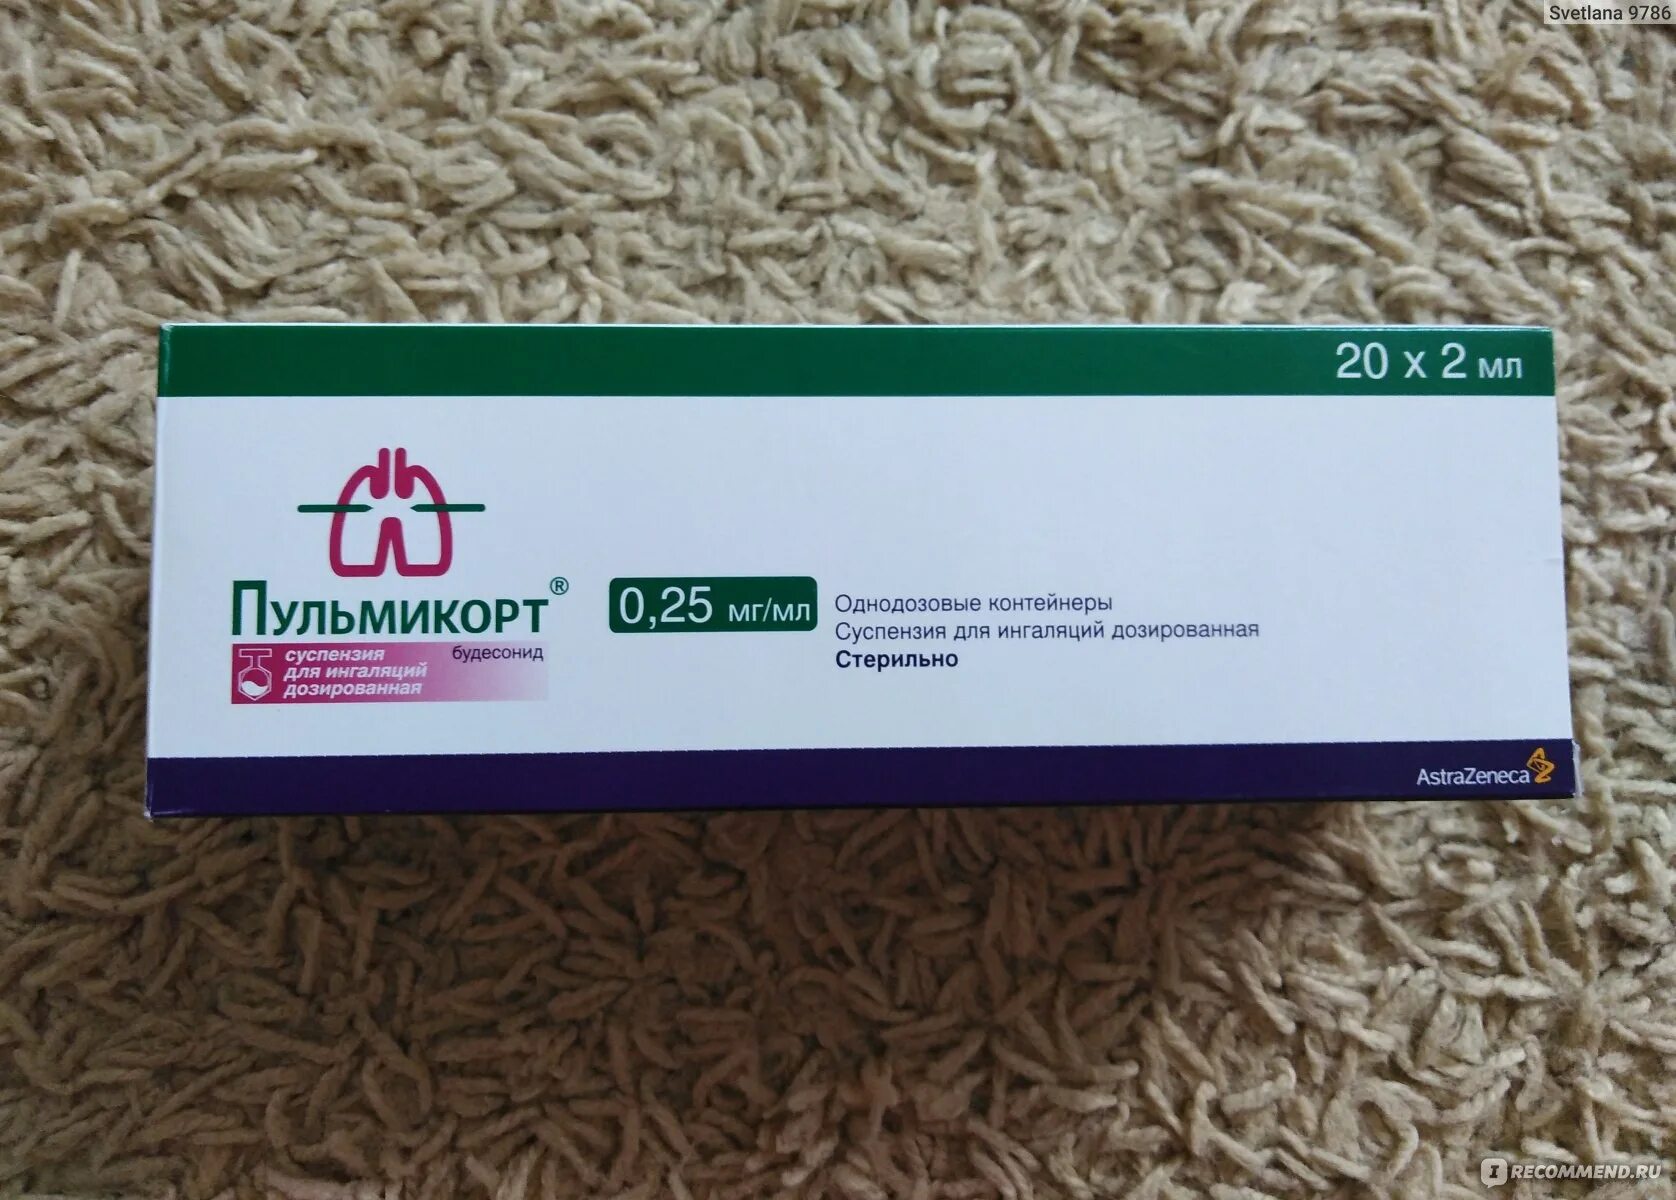 Svetlana 9786
20 x 2 мл
Пульмикорт®
суспензия
для ингаляций
дозированная
будесонид
0,25 мг/мл
Однодозовые контейнеры
Суспензия для ингаляций дозированная
Стерильно
AstraZeneca
IRECOMMEND.RU